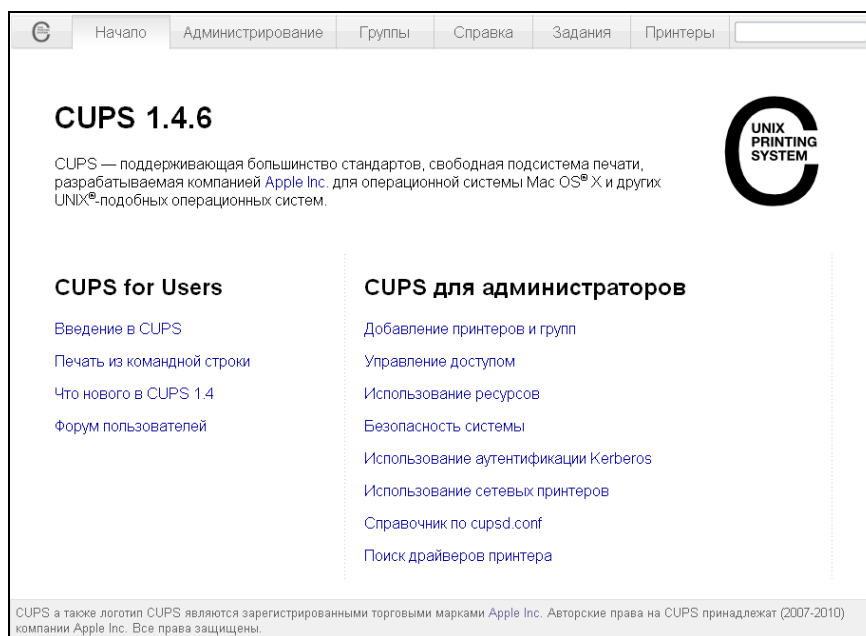 Начало Администрирование Группы Справка Задания Принтеры
CUPS 1.4.6
UNIX
PRINTING
SYSTEM
CUPS — поддерживающая большинство стандартов, свободная подсистема печати,
разрабатываемая компанией Apple Inc. для операционной системы Mac OS® X и других
UNIX®-подобных операционных систем.
CUPS for Users
Введение в CUPS
Печать из командной строки
Что нового в CUPS 1.4
Форум пользователей
CUPS для администраторов
Добавление принтеров и групп
Управление доступом
Использование ресурсов
Безопасность системы
Использование аутентификации Kerberos
Использование сетевых принтеров
Справочник по cupsd.conf
Поиск драйверов принтера
CUPS а также логотип CUPS являются зарегистрированными торговыми марками Apple Inc. Авторские права на CUPS принадлежат (2007-2010)
компании Apple Inc. Все права защищены.